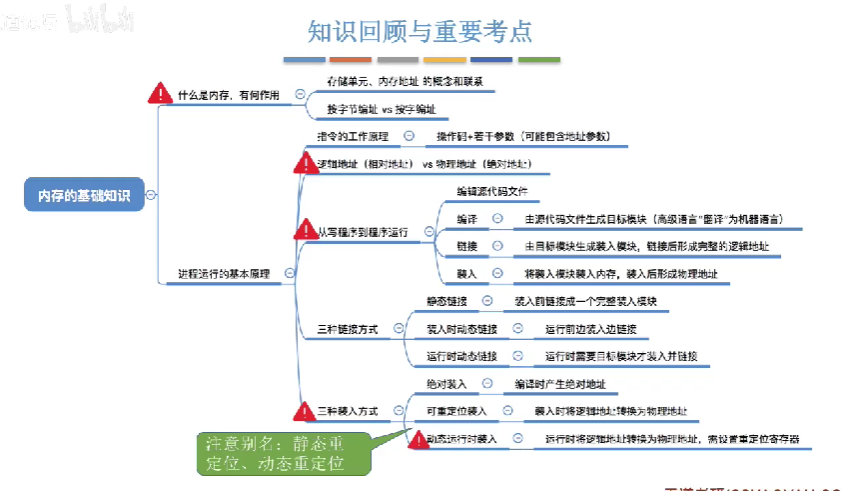 bilibili
知识回顾与重要考点
什么是内存，有何作用
存储单元、内存地址 的概念和联系
按字节编址 vs 按字编址
内存的基础知识
进程运行的基本原理
指令的工作原理
操作码+若干参数（可能包含地址参数）
逻辑地址（相对地址） vs 物理地址（绝对地址）
从写程序到程序运行
编辑源代码文件
编译
由源代码文件生成目标模块（高级语言“翻译”为机器语言）
链接
由目标模块生成装入模块，链接后形成完整的逻辑地址
装入
将装入模块装入内存，装入后形成物理地址
三种链接方式
静态链接
装入前链接成一个完整装入模块
装入时动态链接
运行前边装入边链接
运行时动态链接
运行时需要目标模块才装入并链接
三种装入方式
绝对装入
编译时产生绝对地址
可重定位装入
装入时将逻辑地址转换为物理地址
动态运行时装入
运行时将逻辑地址转换为物理地址，需设置重定位寄存器
注意别名：静态重
定位、动态重定位